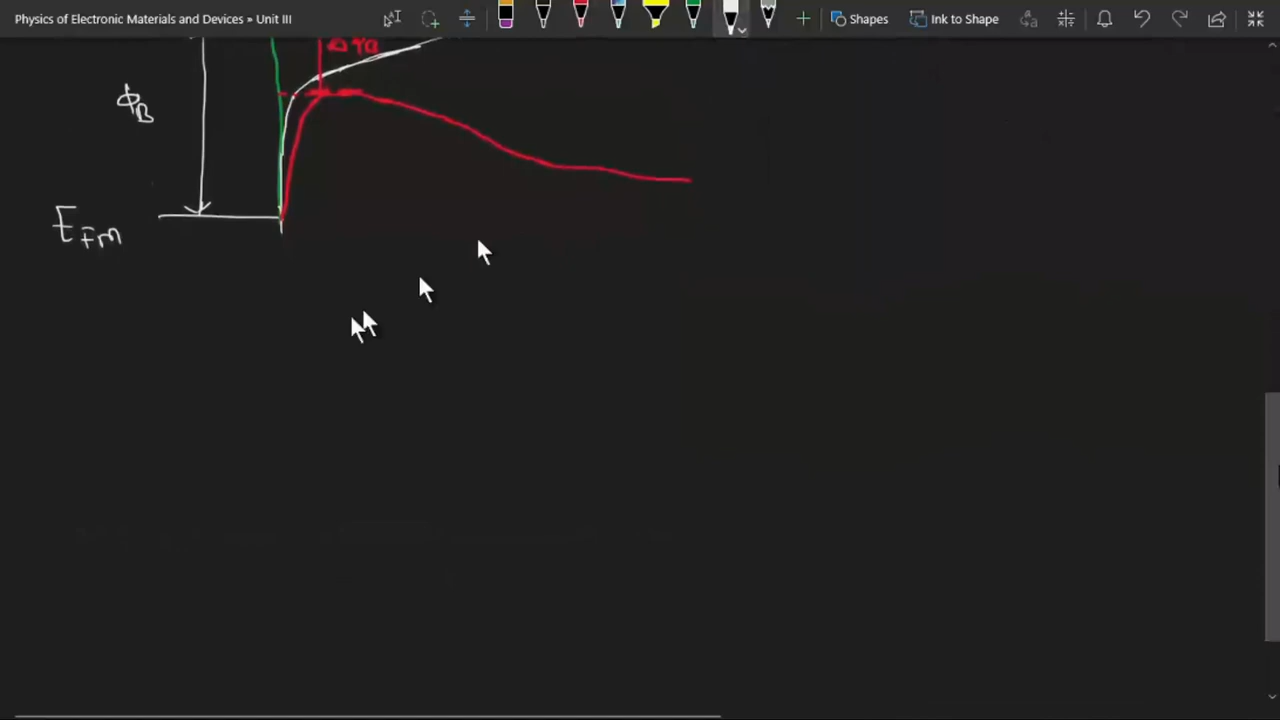 Physics of Electronic Materials and Devices » Unit III
Shapes
Ink to Shape
ϕB
EFm